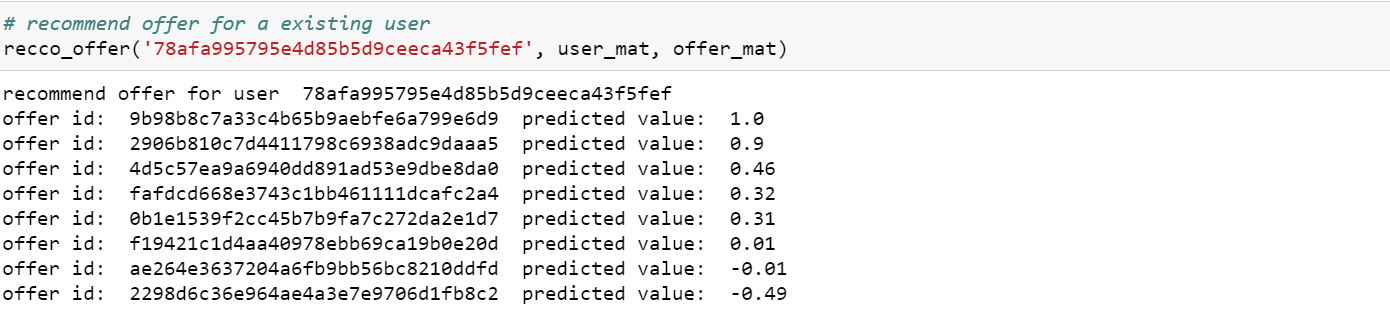 # recommend offer for a existing user
recco_offer('78afa995795e4d85b5d9ceeca43f5fef', user_mat, offer_mat)
recommend offer for user  78afa995795e4d85b5d9ceeca43f5fef
offer id:  9b98b8c7a33c4b65b9aebfe6a799e6d9  predicted value:  1.0
offer id:  2906b810c7d4411798c6938adc9daaa5  predicted value:  0.9
offer id:  4d5c57ea9a6940dd891ad53e9dbe8da0  predicted value:  0.46
offer id:  fafdcd668e3743c1bb461111dcafc2a4  predicted value:  0.32
offer id:  0b1e1539f2cc45b7b9fa7c272da2e1d7  predicted value:  0.31
offer id:  f19421c1d4aa40978ebb69ca19b0e20d  predicted value:  0.01
offer id:  ae264e3637204a6fb9bb56bc8210ddfd  predicted value:  -0.01
offer id:  2298d6c36e964ae4a3e7e9706d1fb8c2  predicted value:  -0.49